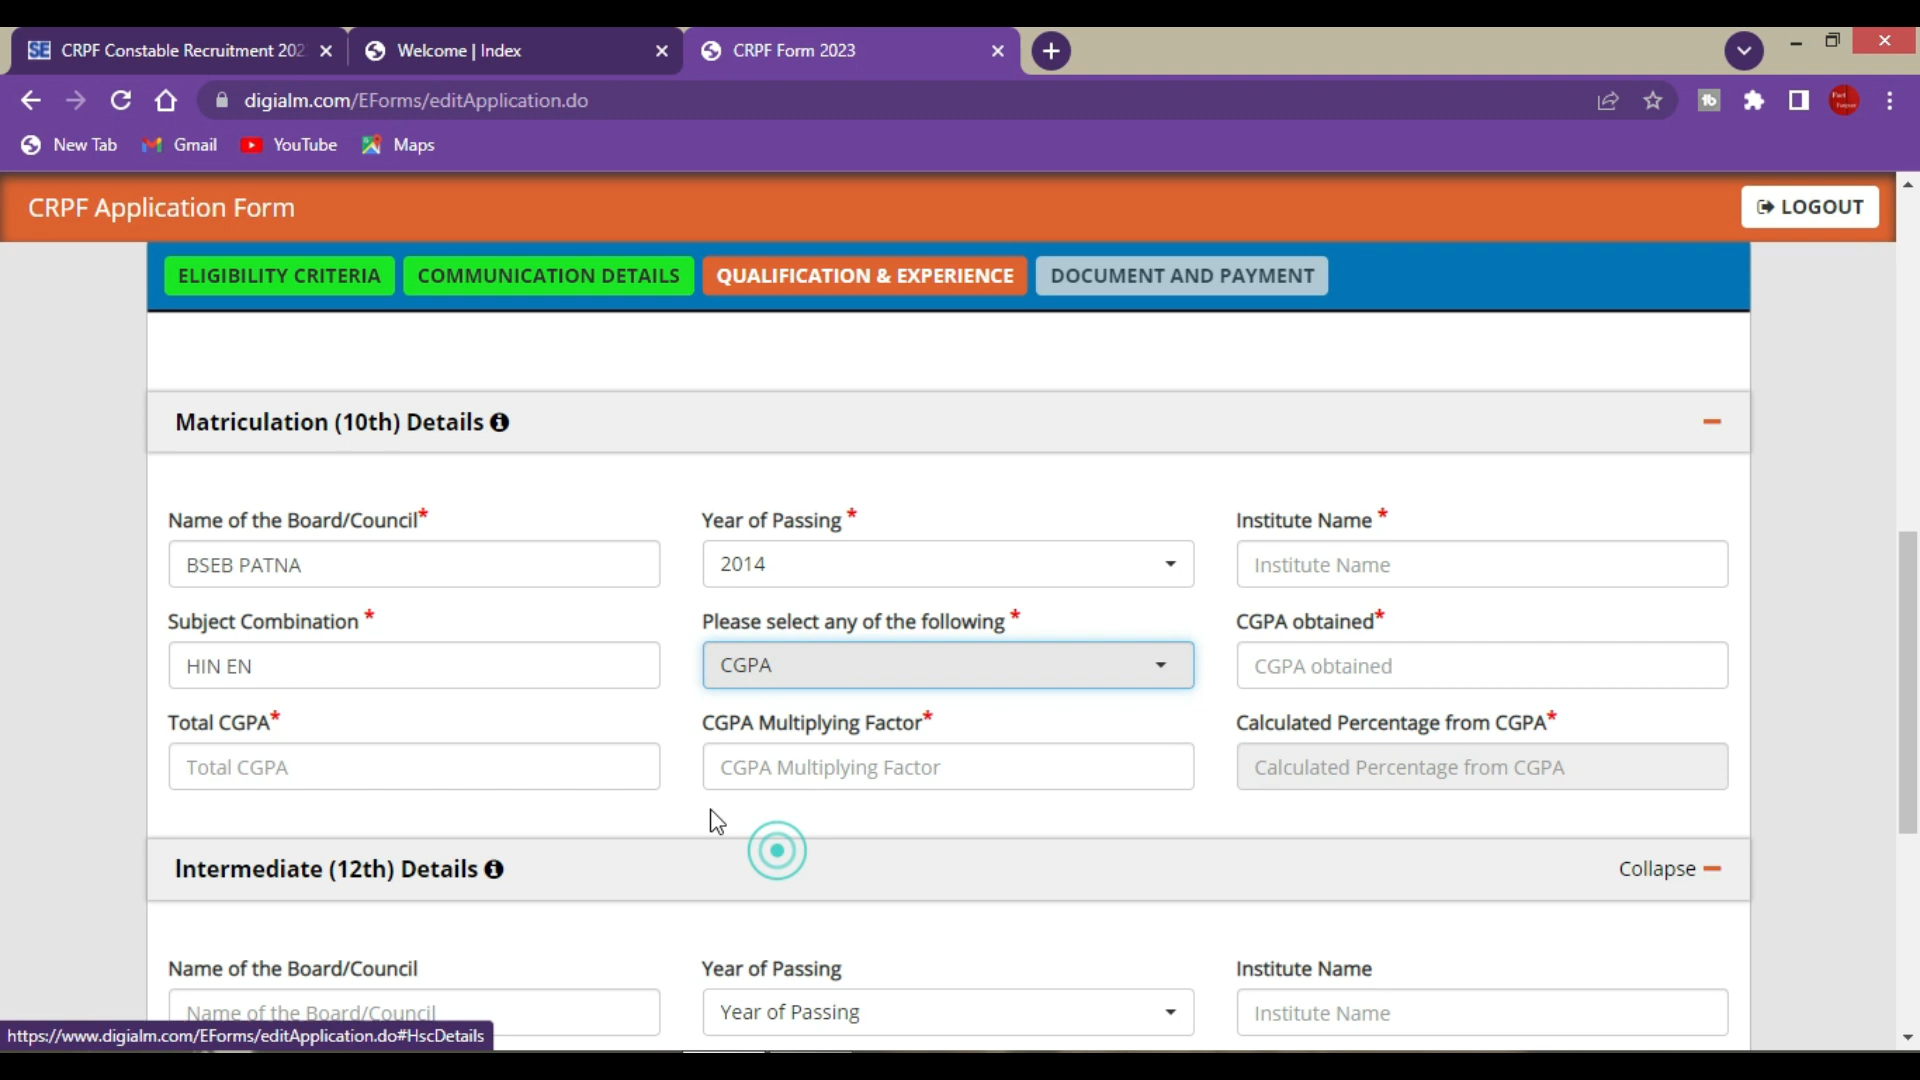 CRPF Constable Recruitment 202
Welcome | Index
CRPF Form 2023
digialm.com/EForms/editApplication.do
New Tab
Gmail
YouTube
Maps
CRPF Application Form
LOGOUT
ELIGIBILITY CRITERIA
COMMUNICATION DETAILS
QUALIFICATION & EXPERIENCE
DOCUMENT AND PAYMENT
Matriculation (10th) Details
Name of the Board/Council*
Year of Passing *
Institute Name *
BSEB PATNA
2014
Institute Name
Subject Combination *
Please select any of the following *
CGPA obtained*
HIN EN
CGPA
CGPA obtained
Total CGPA*
CGPA Multiplying Factor*
Calculated Percentage from CGPA*
Total CGPA
CGPA Multiplying Factor
Calculated Percentage from CGPA
Intermediate (12th) Details
Collapse
Name of the Board/Council
Year of Passing
Institute Name
Name of the Board/Council
Year of Passing
Institute Name
https://www.digialm.com/EForms/editApplication.do#HscDetails